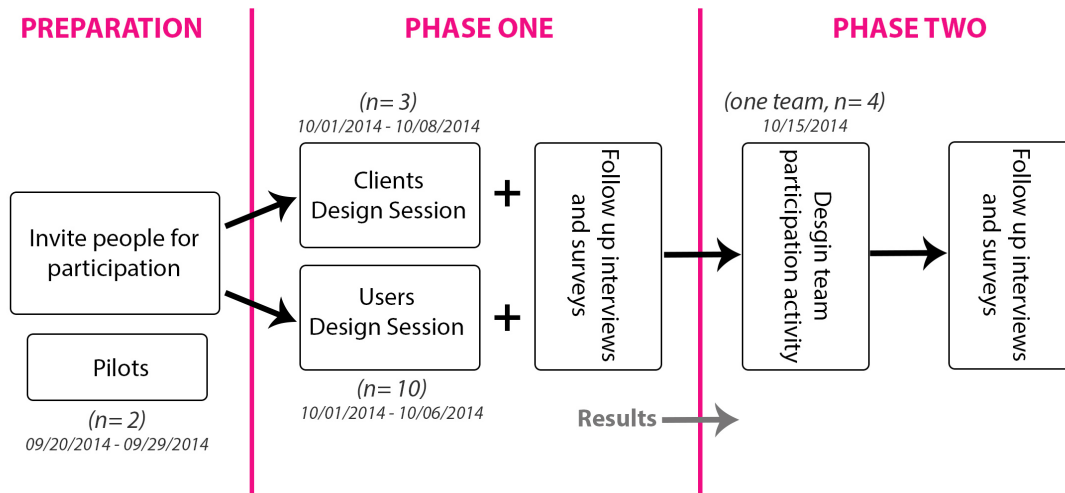 PREPARATION
Invite people for
participation
Pilots
(n= 2)
09/20/2014 - 09/29/2014
PHASE ONE
(n= 3)
10/01/2014 - 10/08/2014
Clients
Design Session
+
Users
Design Session
+
(n= 10)
10/01/2014 - 10/06/2014
Follow up interviews
and surveys
Results
PHASE TWO
(one team, n= 4)
10/15/2014
Desgin team
participation activity
Follow up interviews
and surveys